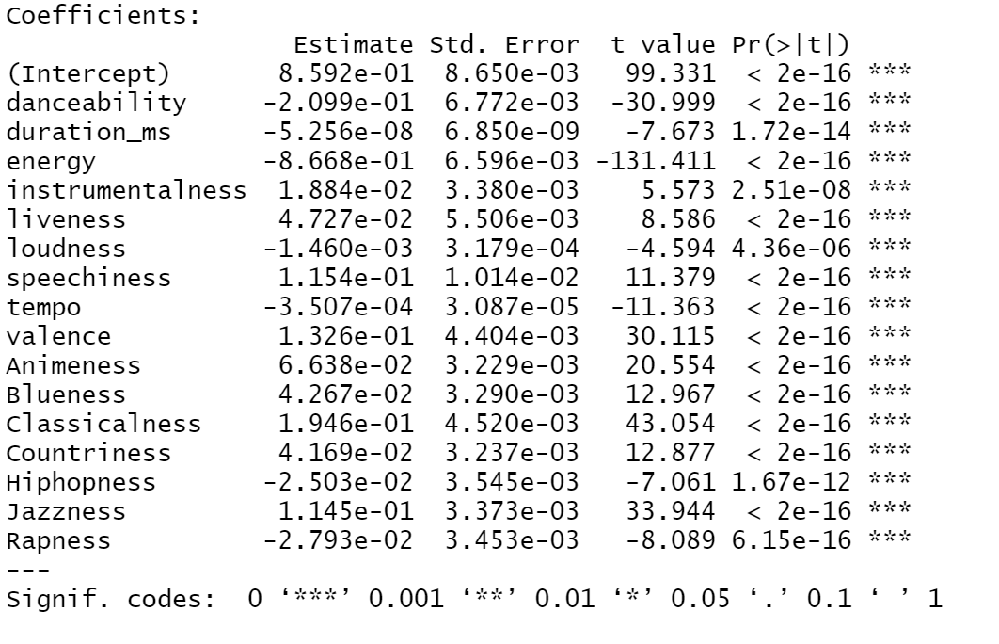 Coefficients:
                   Estimate Std. Error  t value Pr(>|t|)
(Intercept)       8.592e-01  8.650e-03   99.331  < 2e-16 ***
danceability     -2.099e-01  6.772e-03  -30.999  < 2e-16 ***
duration_ms      -5.256e-08  6.850e-09   -7.673 1.72e-14 ***
energy           -8.668e-01  6.596e-03 -131.411  < 2e-16 ***
instrumentalness  1.884e-02  3.380e-03    5.573 2.51e-08 ***
liveness          4.727e-02  5.506e-03    8.586  < 2e-16 ***
loudness         -1.460e-03  3.179e-04   -4.594 4.36e-06 ***
speechiness       1.154e-01  1.014e-02   11.379  < 2e-16 ***
tempo            -3.507e-04  3.087e-05  -11.363  < 2e-16 ***
valence           1.326e-01  4.404e-03   30.115  < 2e-16 ***
Animeness         6.638e-02  3.229e-03   20.554  < 2e-16 ***
Blueness          4.267e-02  3.290e-03   12.967  < 2e-16 ***
Classicalness     1.946e-01  4.520e-03   43.054  < 2e-16 ***
Countriness       4.169e-02  3.237e-03   12.877  < 2e-16 ***
Hiphopness       -2.503e-02  3.545e-03   -7.061 1.67e-12 ***
Jazzness          1.145e-01  3.373e-03   33.944  < 2e-16 ***
Rapness          -2.793e-02  3.453e-03   -8.089 6.15e-16 ***
---
Signif. codes:  0 ‘***’ 0.001 ‘**’ 0.01 ‘*’ 0.05 ‘.’ 0.1 ‘ ’ 1